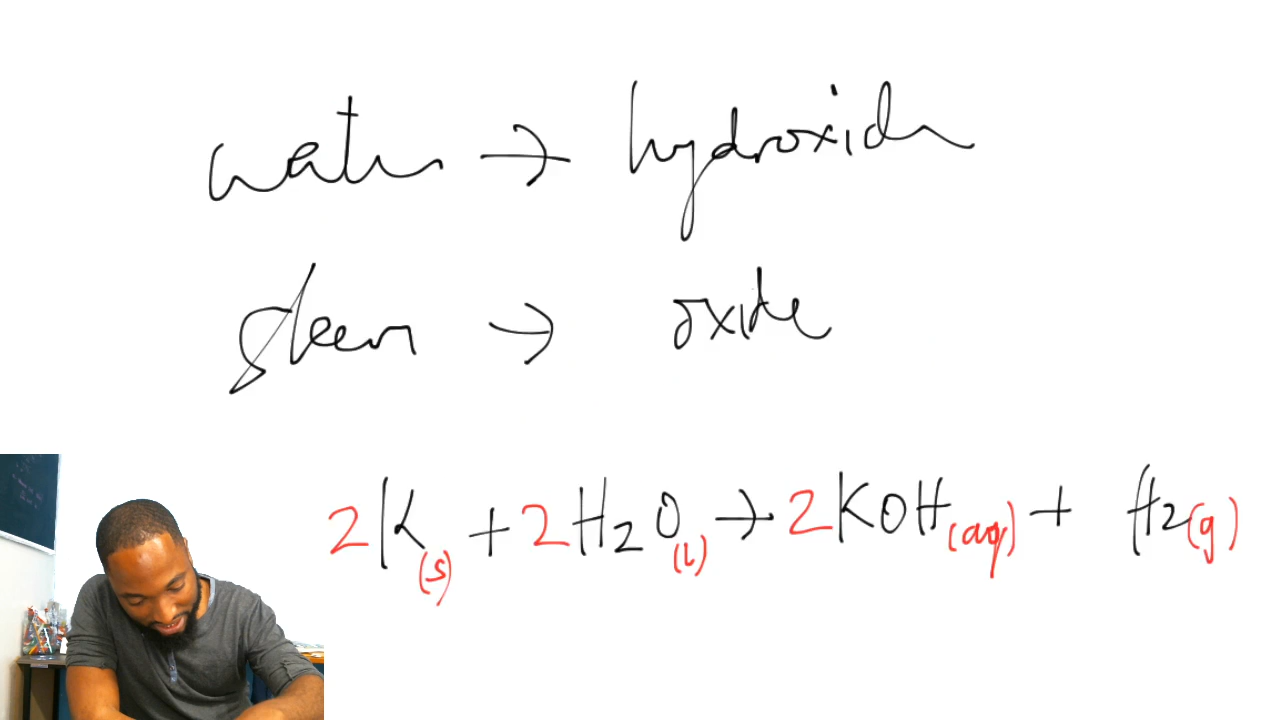 water → hydroxide
steam → oxide
2K(s) + 2H2O(l) → 2KOH(aq) + H2(g)